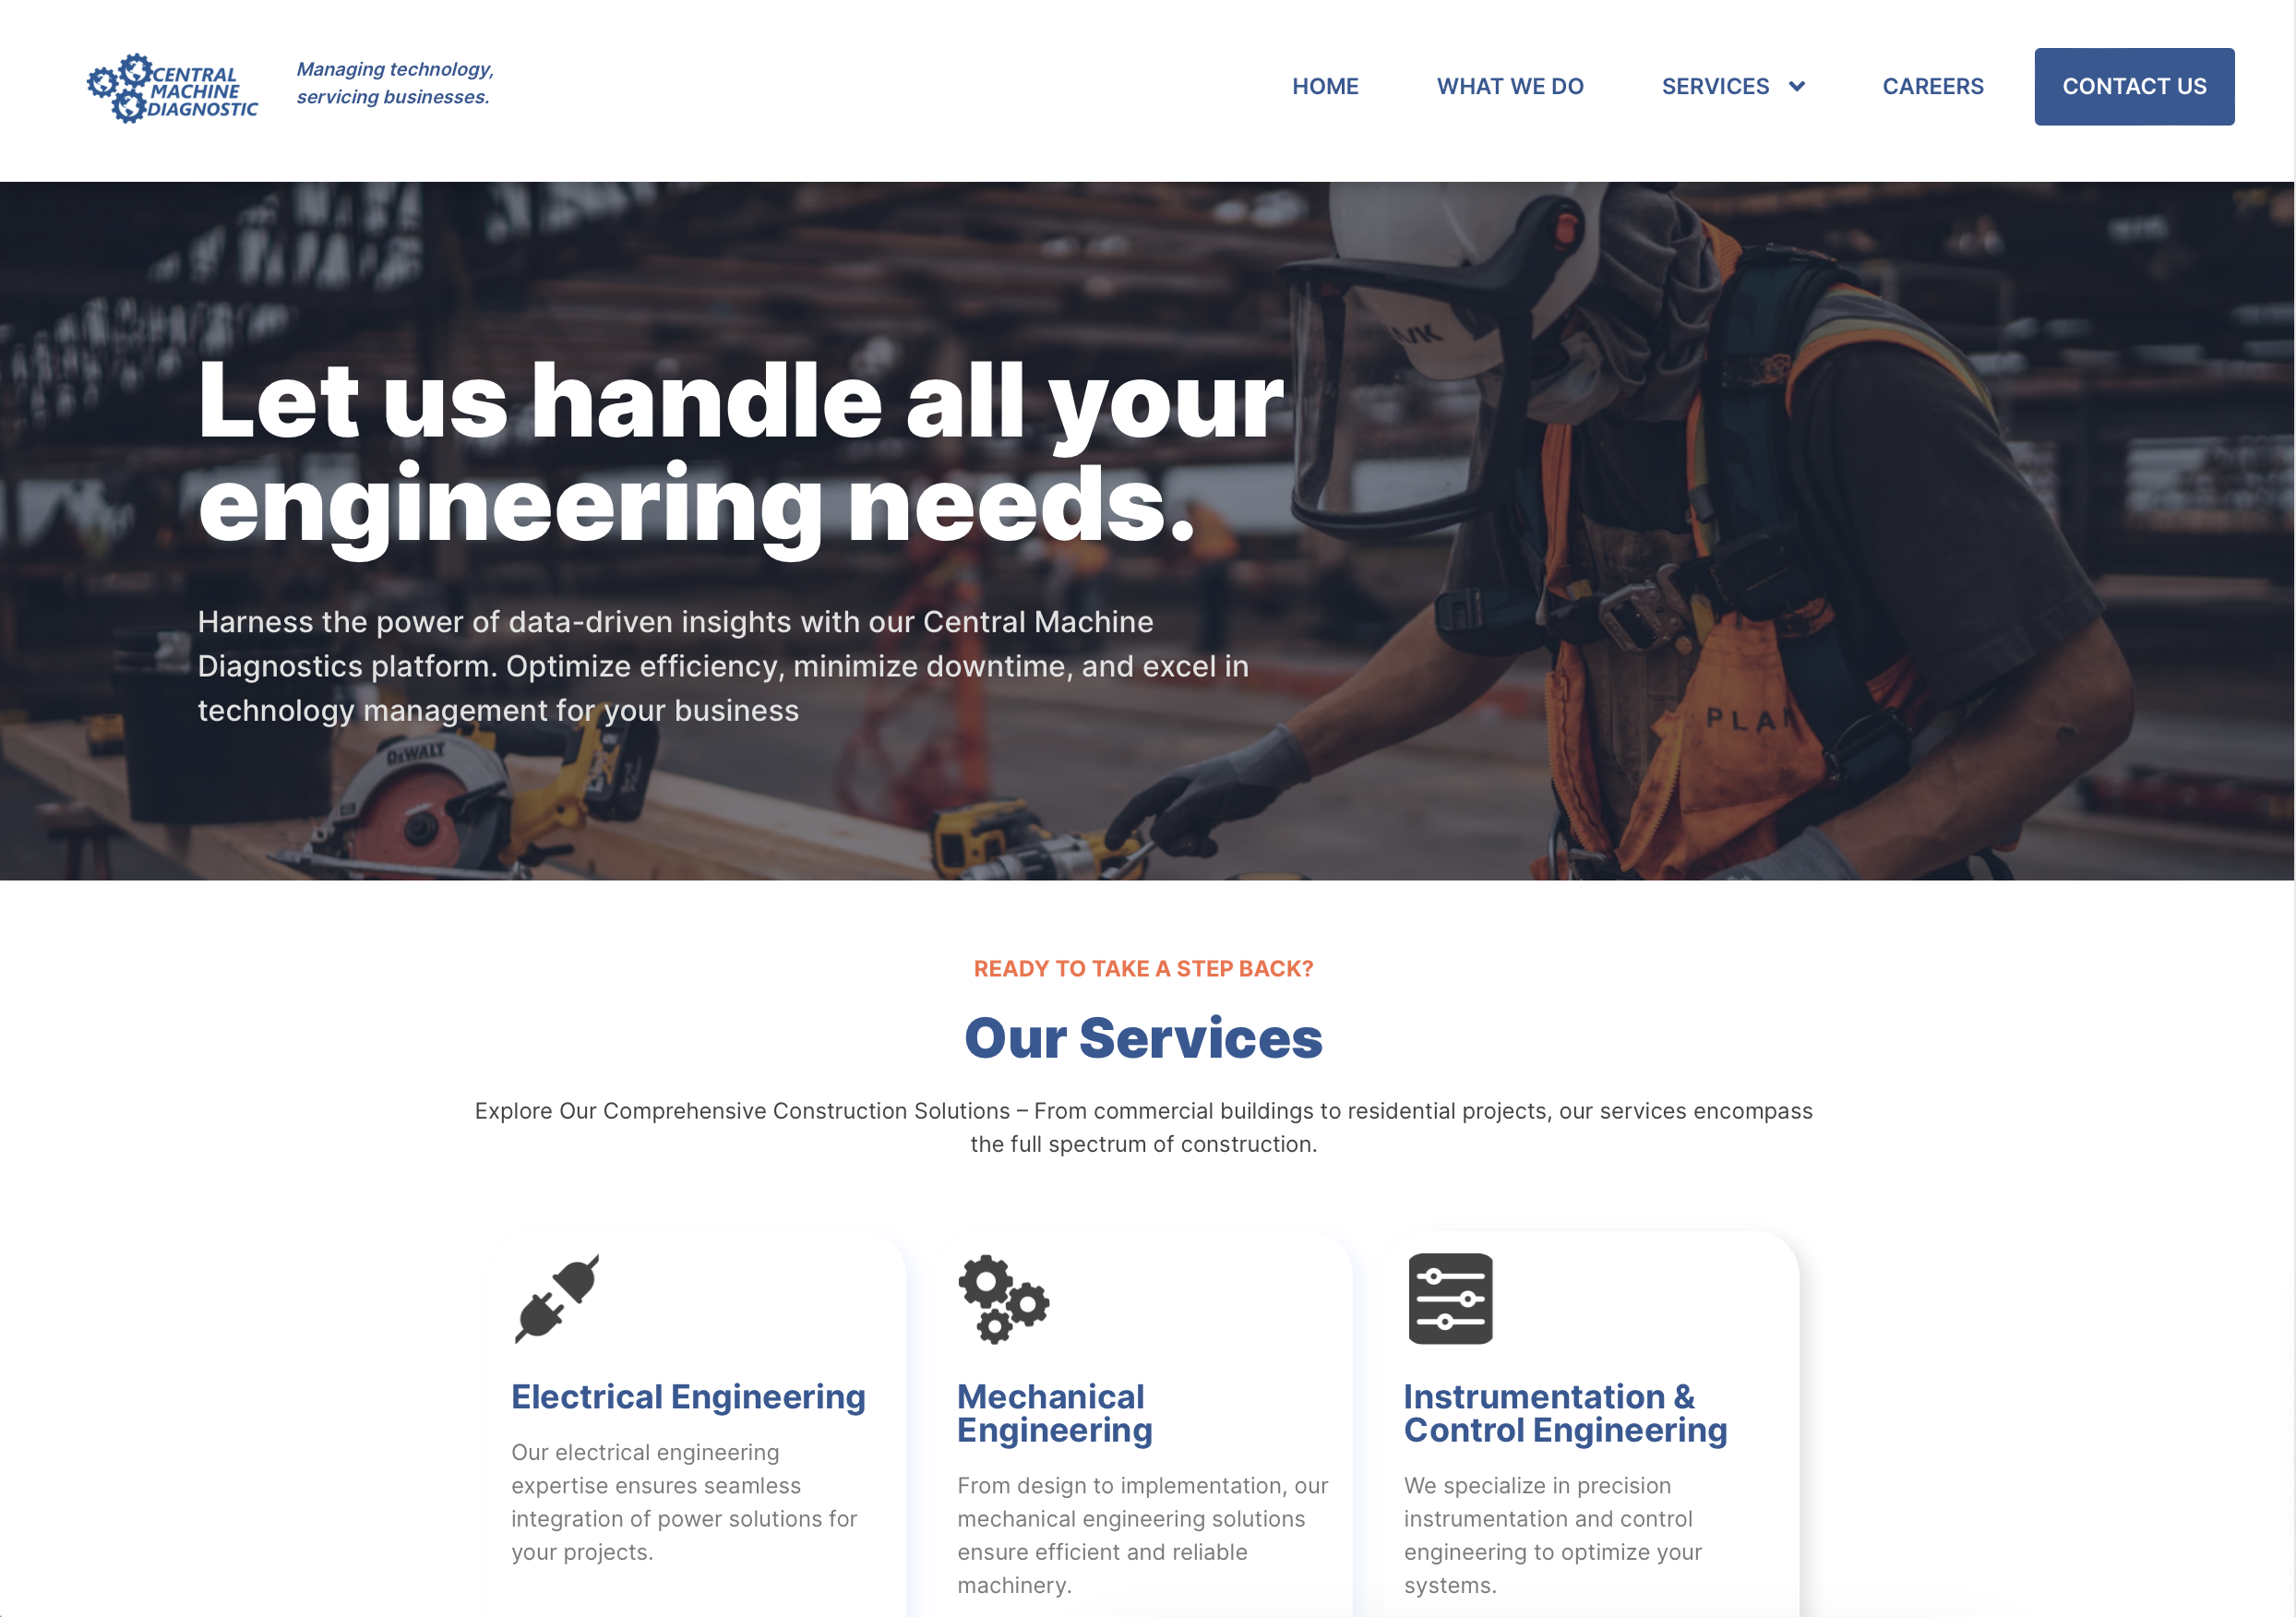 CENTRAL
MACHINE
DIAGNOSTIC
Managing technology,
servicing businesses.
HOME
WHAT WE DO
SERVICES
CAREERS
CONTACT US
Let us handle all your
engineering needs.
Harness the power of data-driven insights with our Central Machine
Diagnostics platform. Optimize efficiency, minimize downtime, and excel in
technology management for your business
DEWALT
PLAN
READY TO TAKE A STEP BACK?
Our Services
Explore Our Comprehensive Construction Solutions – From commercial buildings to residential projects, our services encompass
the full spectrum of construction.
Electrical Engineering
Our electrical engineering
expertise ensures seamless
integration of power solutions for
your projects.
Mechanical
Engineering
From design to implementation, our
mechanical engineering solutions
ensure efficient and reliable
machinery.
Instrumentation &
Control Engineering
We specialize in precision
instrumentation and control
engineering to optimize your
systems.